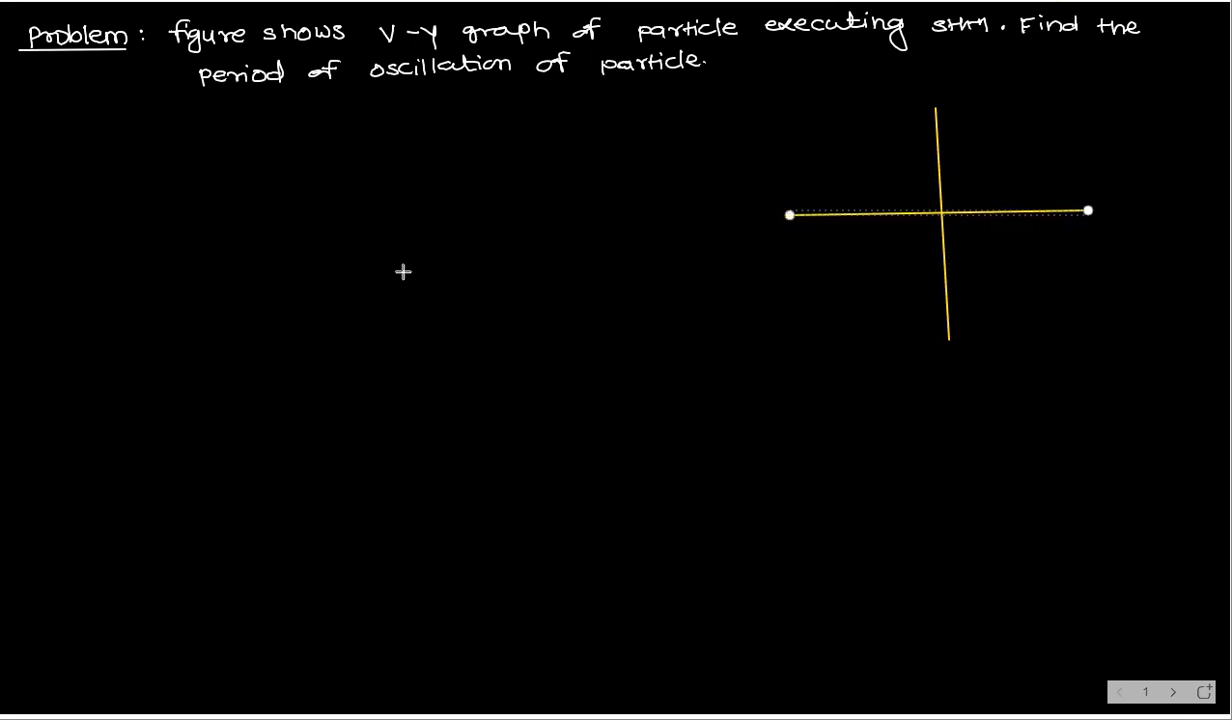 Problem: figure shows V-Y graph of particle executing SHM. Find the
period of oscillation of particle.
1